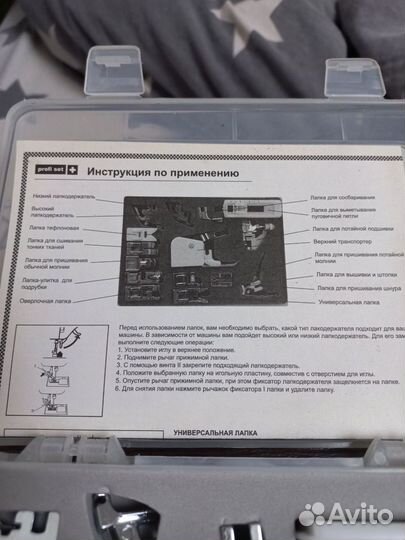 profi set
Инструкция по применению
Низкий лапкодержатель
Высокий
лапкодержатель
Лапка тефлоновая
Лапка для сшивания
тонких тканей
Лапка для пришивания
обычной молнии
Лапка-улитка для
подрубки
Оверлочная лапка
Лапка для сообаривания
Лапка для выметывания
пуговичной петли
Лапка для потайной подшивки
Верхний транспортер
Лапка для пришивания потайной
молнии
Лапка для вышивки и штопки
Лапка для пришивания шнура
Универсальная лапка
Перед использованием лапок, вам необходимо выбрать, какой тип лакодержателя подходит для ва
машины. В зависимости от машины вам подойдет высокий или низкий лапкодержатель. Для его зам
выполните следующие операции:
1. Установите иглу в верхнее положение.
2. Поднимите рычаг прижимной лапки.
3. С помощью винта II закрепите подходящий лапкодержатель.
4. Положите выбранную лапку на игольную пластину, совместив с отверстием для иглы.
5. Опустите рычаг прижимной лапки, при этом фиксатор лапкодержателя защелкнется на лапке.
6. Для снятия лапки нажмите рычажок фиксатора I лапки и удалите лапку.
УНИВЕРСАЛЬНАЯ ЛАПКА
Avito